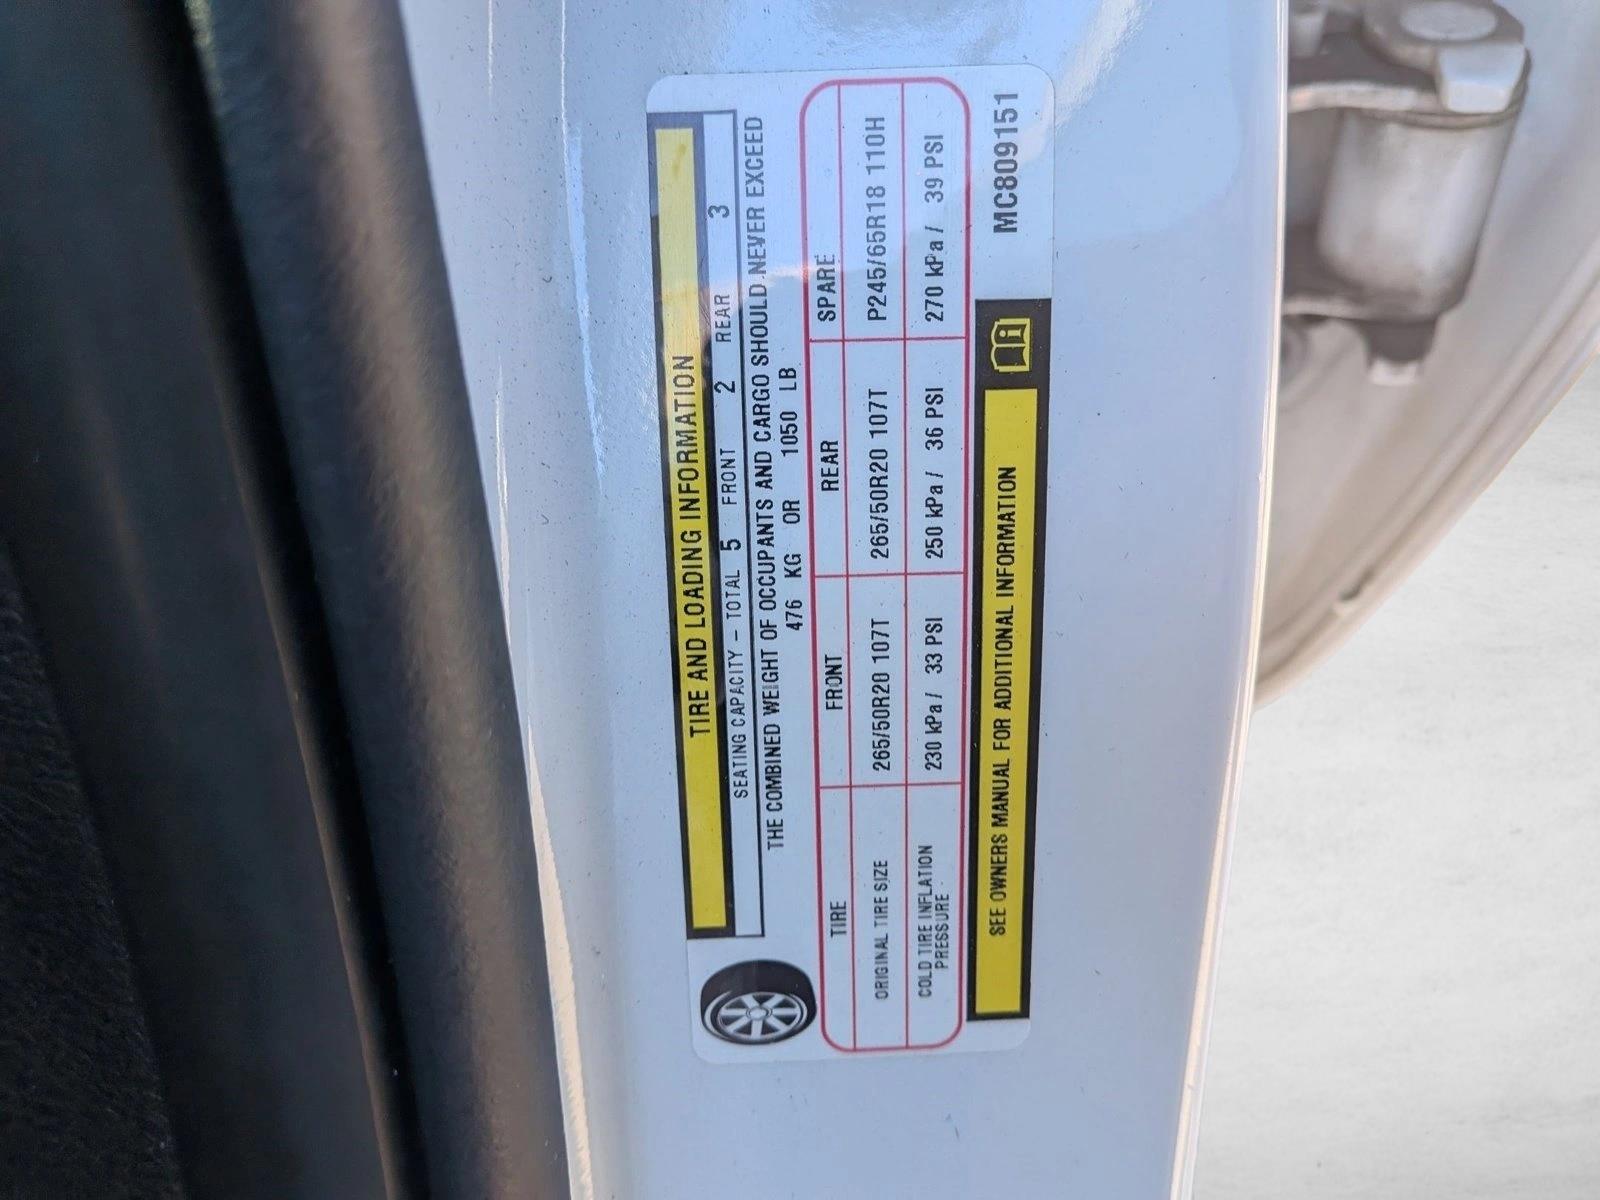 TIRE AND LOADING INFORMATION
SEATING CAPACITY – TOTAL 5 FRONT 2 REAR 3
THE COMBINED WEIGHT OF OCCUPANTS AND CARGO SHOULD NEVER EXCEED
476 KG OR 1050 LB
TIRE FRONT REAR SPARE
ORIGINAL TIRE SIZE 265/50R20 107T 265/50R20 107T P245/65R18 110H
COLD TIRE INFLATION PRESSURE 230 kPa / 33 PSI 250 kPa / 36 PSI 270 kPa / 39 PSI
SEE OWNERS MANUAL FOR ADDITIONAL INFORMATION
MC809151